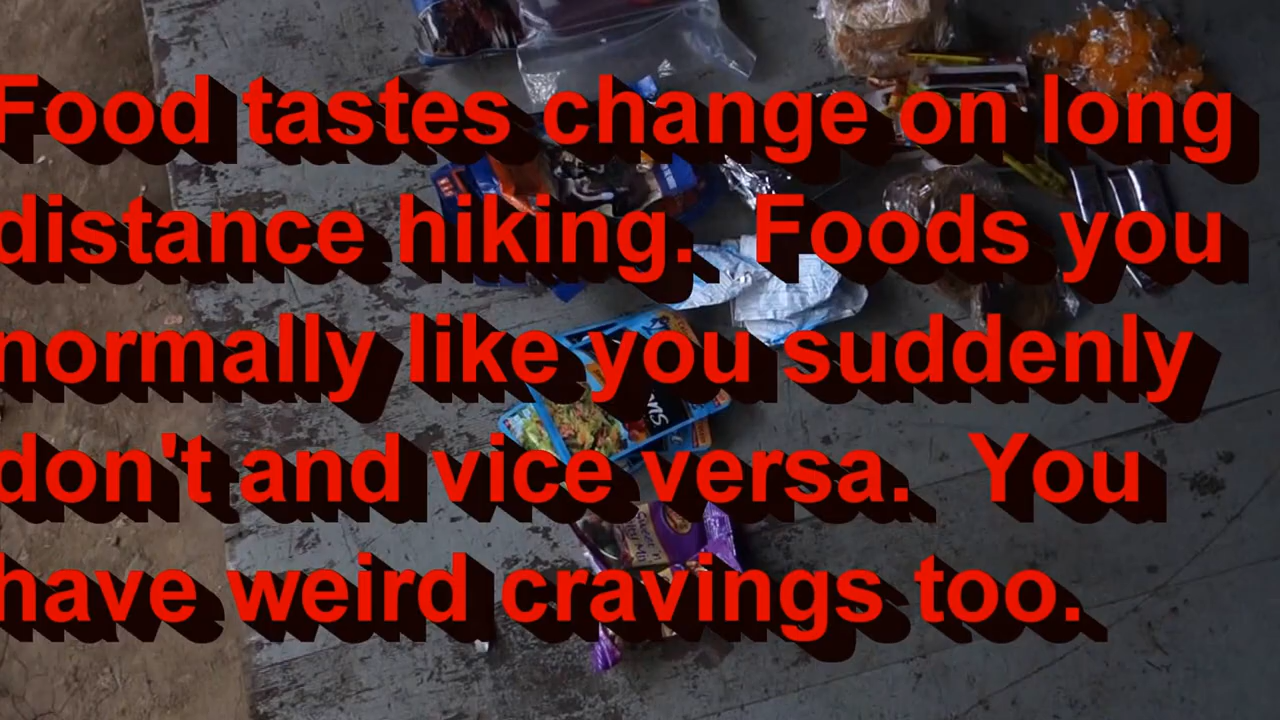 Food tastes change on long
distance hiking.  Foods you
normally like you suddenly
don't and vice versa.  You
have weird cravings too.